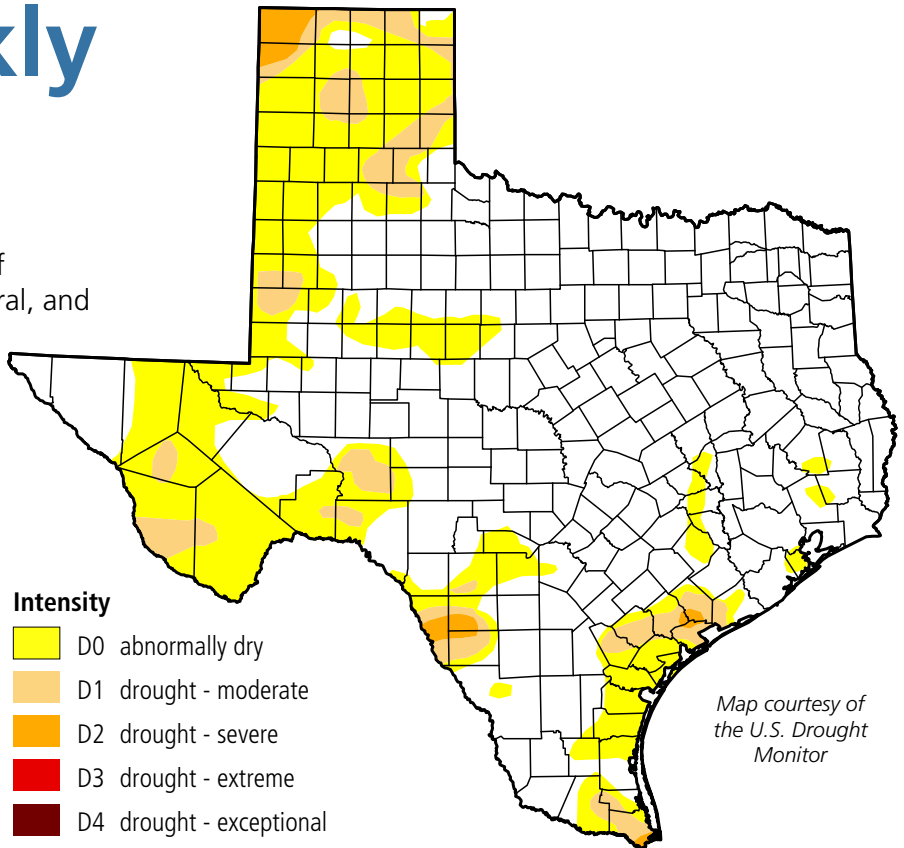 kly
f
ral, and
Intensity
D0 abnormally dry
D1 drought - moderate
D2 drought - severe
D3 drought - extreme
D4 drought - exceptional
Map courtesy of
the U.S. Drought
Monitor